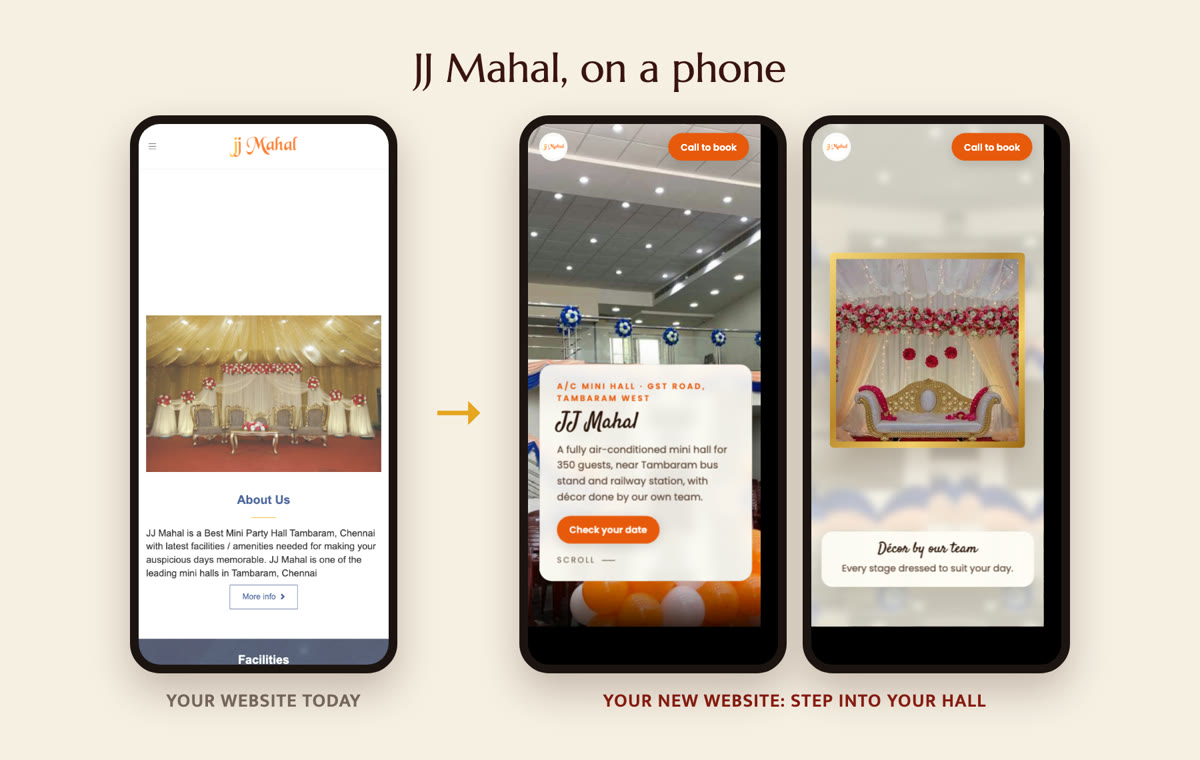 JJ Mahal, on a phone
jj Mahal
About Us
JJ Mahal is a Best Mini Party Hall Tambaram, Chennai
with latest facilities / amenities needed for making your
auspicious days memorable. JJ Mahal is one of the
leading mini halls in Tambaram, Chennai
More info
Facilities
YOUR WEBSITE TODAY
jj Mahal
Call to book
A/C MINI HALL · GST ROAD,
TAMBARAM WEST
JJ Mahal
A fully air-conditioned mini hall for
350 guests, near Tambaram bus
stand and railway station, with
décor done by our own team.
Check your date
SCROLL
jj Mahal
Call to book
Décor by our team
Every stage dressed to suit your day.
YOUR NEW WEBSITE: STEP INTO YOUR HALL